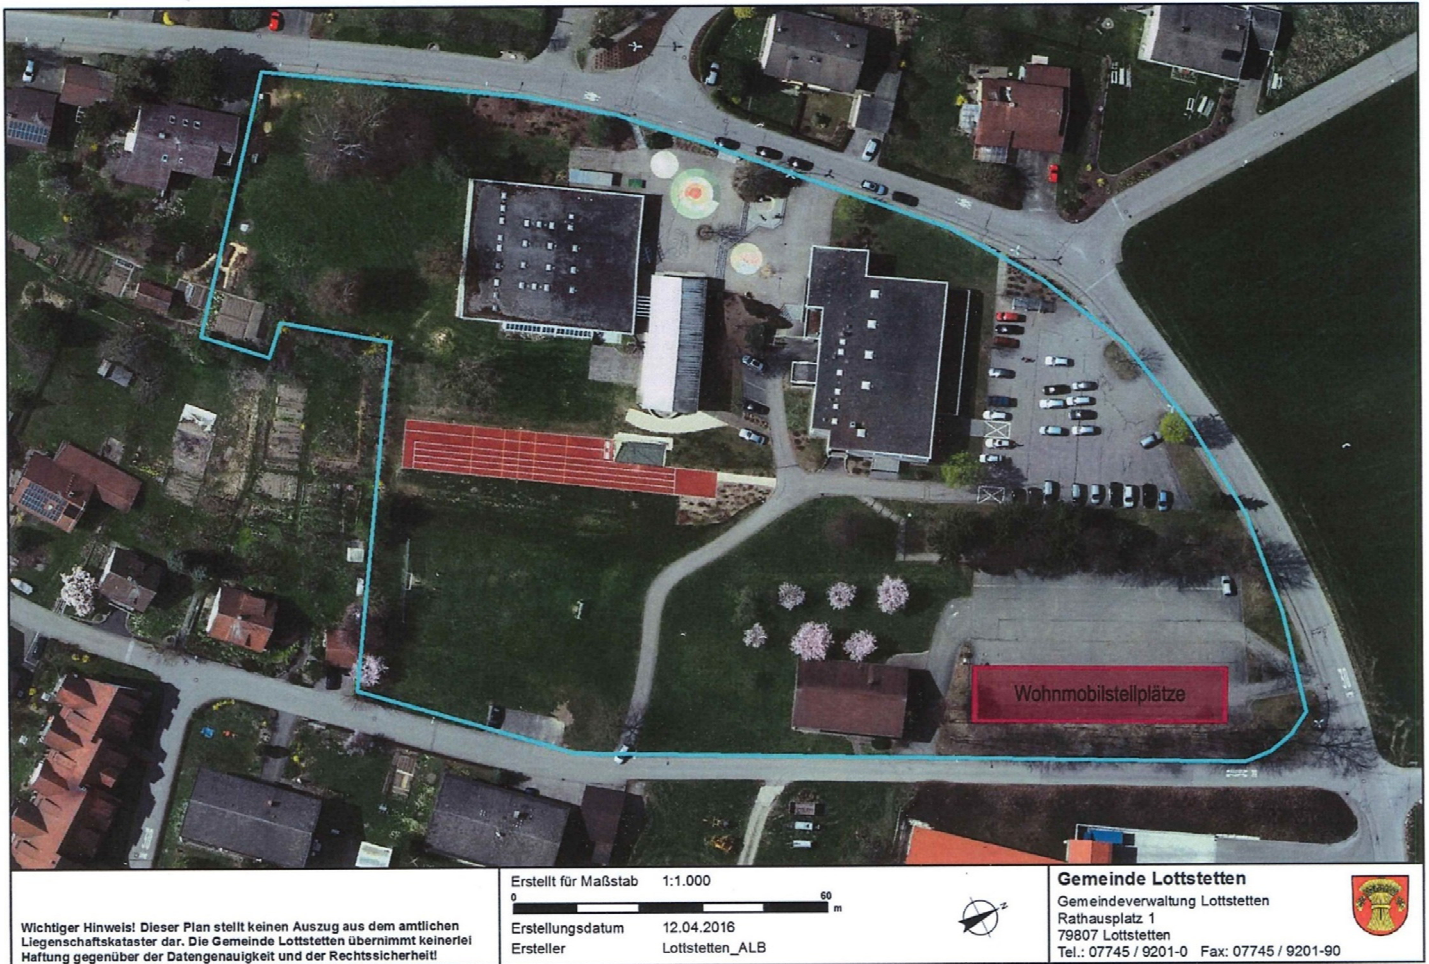 Wohnmobilstellplätze
Wichtiger Hinweis! Dieser Plan stellt keinen Auszug aus dem amtlichen
Liegenschaftskataster dar. Die Gemeinde Lottstetten übernimmt keinerlei
Haftung gegenüber der Datengenauigkeit und der Rechtssicherheit!
Erstellt für Maßstab 1:1.000
0 60 m
Erstellungsdatum 12.04.2016
Ersteller Lottstetten_ALB
N
Gemeinde Lottstetten
Gemeindeverwaltung Lottstetten
Rathausplatz 1
79807 Lottstetten
Tel.: 07745 / 9201-0 Fax: 07745 / 9201-90